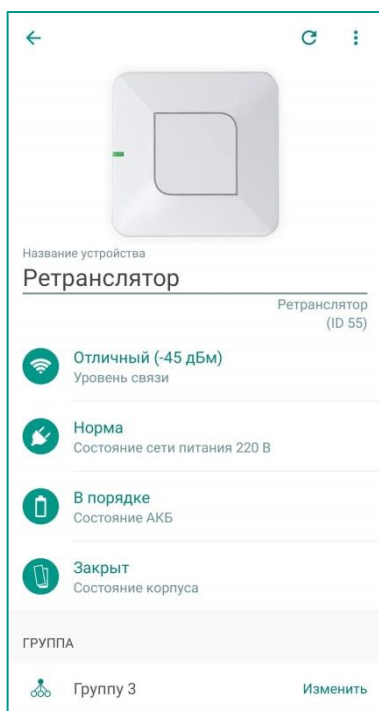 Название устройства
Ретранслятор
Ретранслятор
(ID 55)
Отличный (-45 дБм)
Уровень связи
Норма
Состояние сети питания 220 В
В порядке
Состояние АКБ
Закрыт
Состояние корпуса
ГРУППА
Группу 3 Изменить